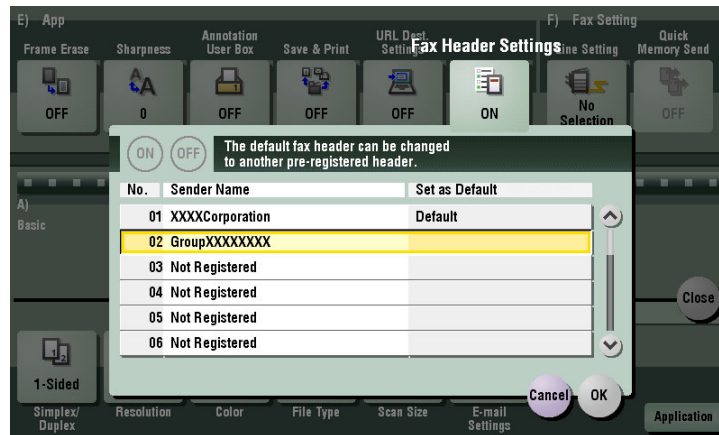 E) App
F) Fax Setting
Frame Erase
Sharpness
Annotation
User Box
Save & Print
URL Dest.
Settings
Fax Header Settings
Line Setting
Quick
Memory Send
OFF
0
OFF
OFF
OFF
ON
No
Selection
OFF
ON
OFF
The default fax header can be changed
to another pre-registered header.
No. Sender Name Set as Default
01 XXXXCorporation Default
02 GroupXXXXXXXX
03 Not Registered
04 Not Registered
05 Not Registered
06 Not Registered
A)
Basic
Close
1-Sided
Cancel
OK
Simplex/
Duplex
Resolution
Color
File Type
Scan Size
E-mail
Settings
Application